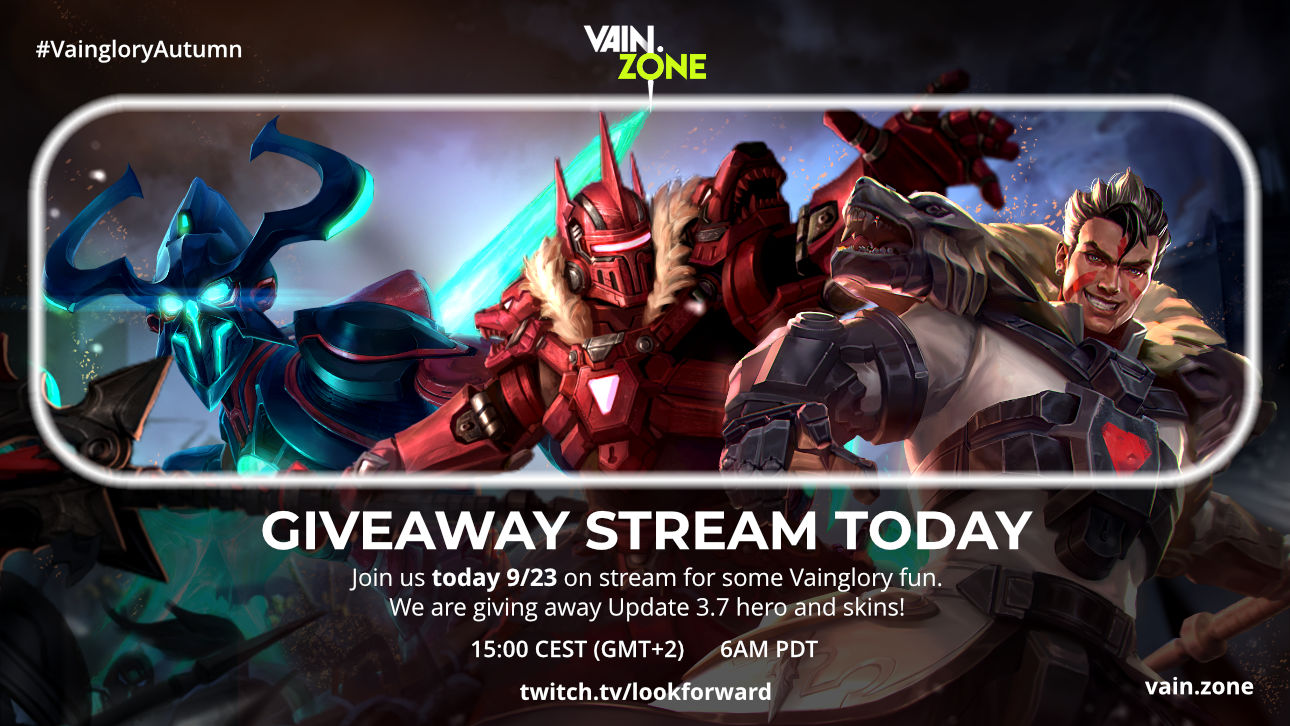 #VaingloryAutumn
VAIN.
ZONE
GIVEAWAY STREAM TODAY
Join us today 9/23 on stream for some Vainglory fun.
We are giving away Update 3.7 hero and skins!
15:00 CEST (GMT+2) 6AM PDT
twitch.tv/lookforward
vain.zone